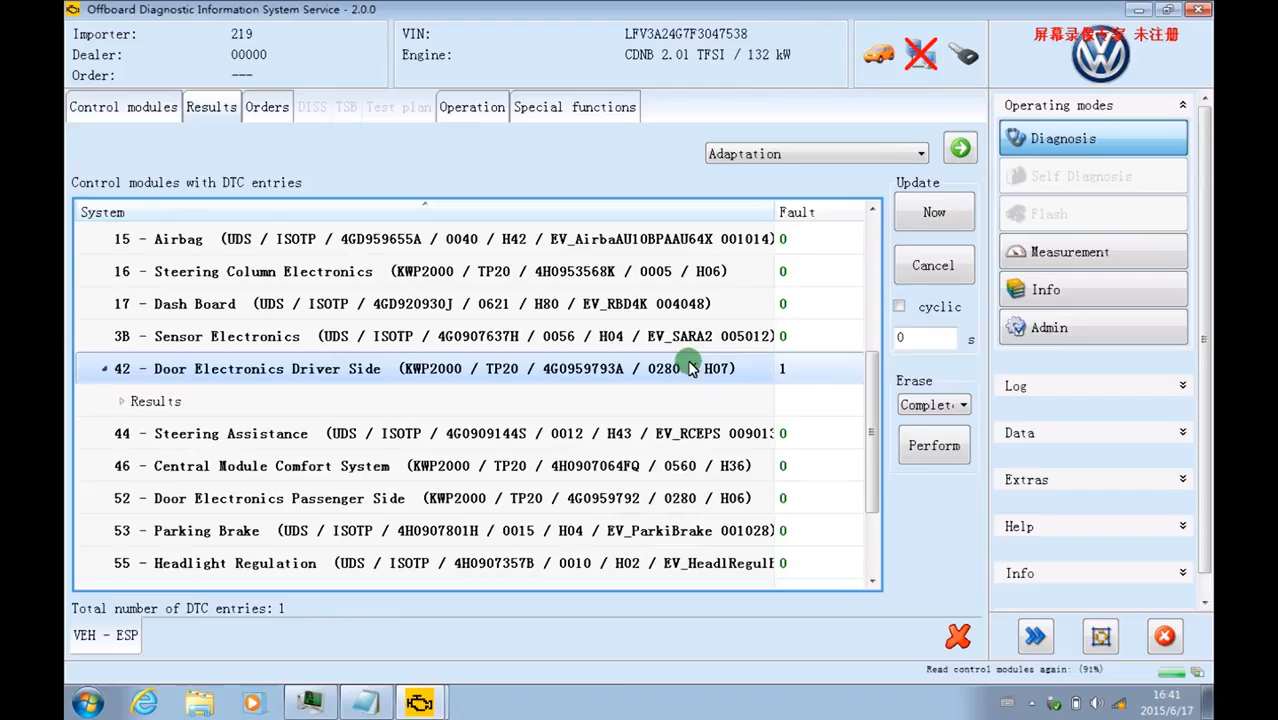 Offboard Diagnostic Information System Service - 2.0.0
Importer: 219
Dealer: 00000
Order: ---
VIN: LFV3A24G7F3047538
Engine: CDNB 2.0l TFSI / 132 kW
屏幕录像专家 未注册
Control modules Results Orders DISS TSB Test plan Operation Special functions
Adaptation
Control modules with DTC entries
System Fault
15 - Airbag (UDS / ISOTP / 4GD959655A / 0040 / H42 / EV_AirbaAU10BPAAU64X 001014) 0
16 - Steering Column Electronics (KWP2000 / TP20 / 4H0953568K / 0005 / H06) 0
17 - Dash Board (UDS / ISOTP / 4GD920930J / 0621 / H80 / EV_RBD4K 004048) 0
3B - Sensor Electronics (UDS / ISOTP / 4G0907637H / 0056 / H04 / EV_SARA2 005012) 0
42 - Door Electronics Driver Side (KWP2000 / TP20 / 4G0959793A / 0280 / H07) 1
Results
44 - Steering Assistance (UDS / ISOTP / 4G0909144S / 0012 / H43 / EV_RCEPS 009013 0
46 - Central Module Comfort System (KWP2000 / TP20 / 4H0907064FQ / 0560 / H36) 0
52 - Door Electronics Passenger Side (KWP2000 / TP20 / 4G0959792 / 0280 / H06) 0
53 - Parking Brake (UDS / ISOTP / 4H0907801H / 0015 / H04 / EV_ParkiBrake 001028) 0
55 - Headlight Regulation (UDS / ISOTP / 4H0907357B / 0010 / H02 / EV_HeadlRegulF 0
Total number of DTC entries: 1
VEH - ESP
Update
Now
Cancel
cyclic
0 s
Erase
Complet
Perform
Operating modes
Diagnosis
Self Diagnosis
Flash
Measurement
Info
Admin
Log
Data
Extras
Help
Info
Read control modules again: (91%)
16:41
2015/6/17